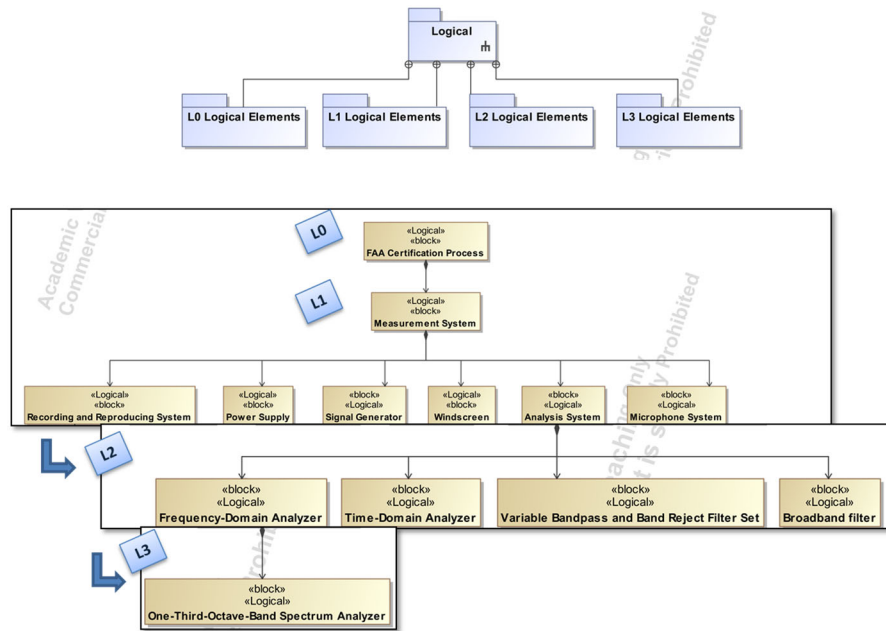 Logical
L0 Logical Elements
L1 Logical Elements
L2 Logical Elements
L3 Logical Elements
Academic
Commercial
L0
«Logical»
«block»
FAA Certification Process
L1
«Logical»
«block»
Measurement System
«Logical»
«block»
Recording and Reproducing System
«Logical»
«block»
Power Supply
«block»
«Logical»
Signal Generator
«Logical»
«block»
Windscreen
«block»
«Logical»
Analysis System
«block»
«Logical»
Microphone System
L2
«block»
«Logical»
Frequency-Domain Analyzer
«block»
«Logical»
Time-Domain Analyzer
«block»
«Logical»
Variable Bandpass and Band Reject Filter Set
«block»
«Logical»
Broadband filter
L3
«block»
«Logical»
One-Third-Octave-Band Spectrum Analyzer
Prohibited